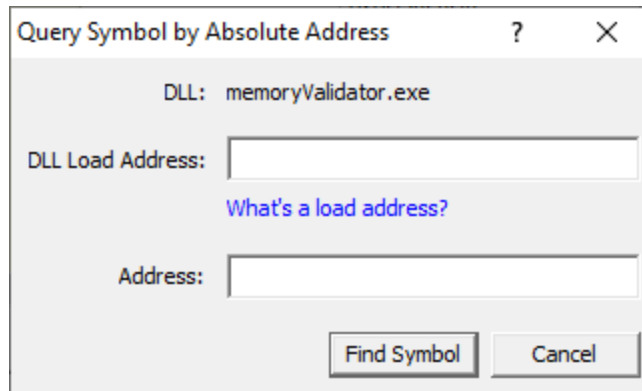 Query Symbol by Absolute Address ?
DLL: memoryValidator.exe
DLL Load Address:
What's a load address?
Address:
Find Symbol Cancel